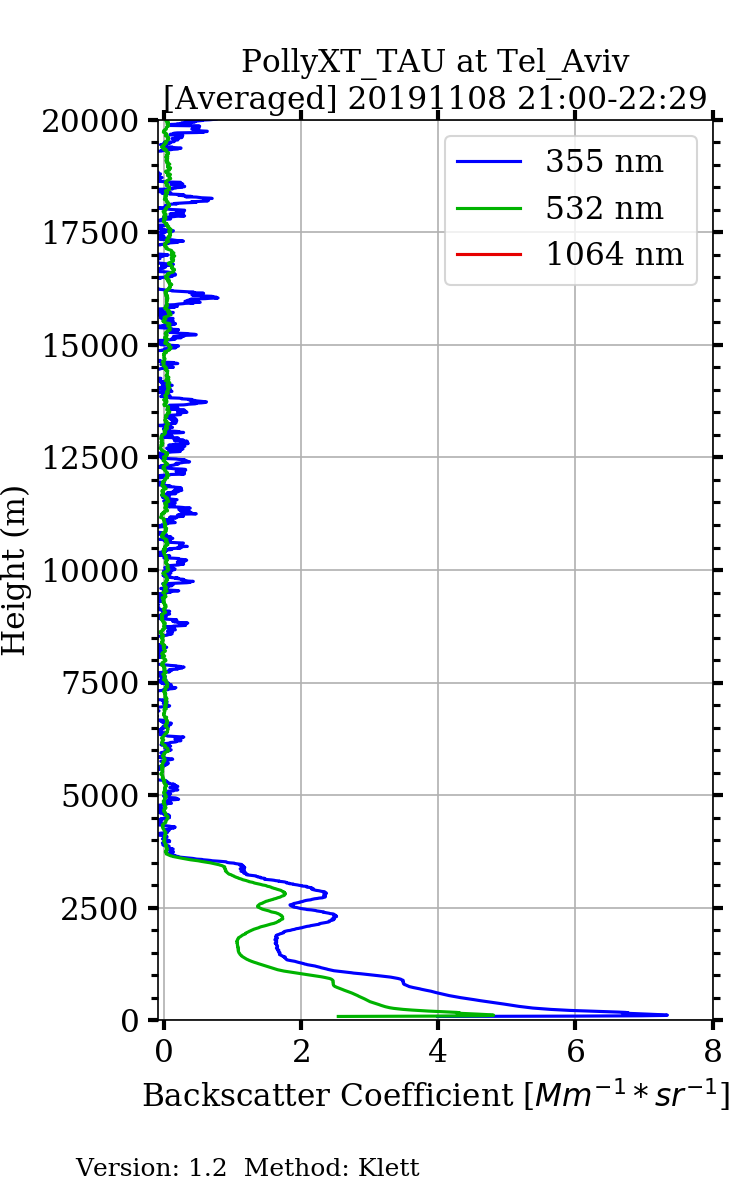 PollyXT_TAU at Tel_Aviv
[Averaged] 20191108 21:00-22:29
355 nm
532 nm
1064 nm
20000
17500
15000
12500
10000
7500
5000
2500
0
Height (m)
0 2 4 6 8
Backscatter Coefficient [Mm⁻¹ * sr⁻¹]
Version: 1.2 Method: Klett